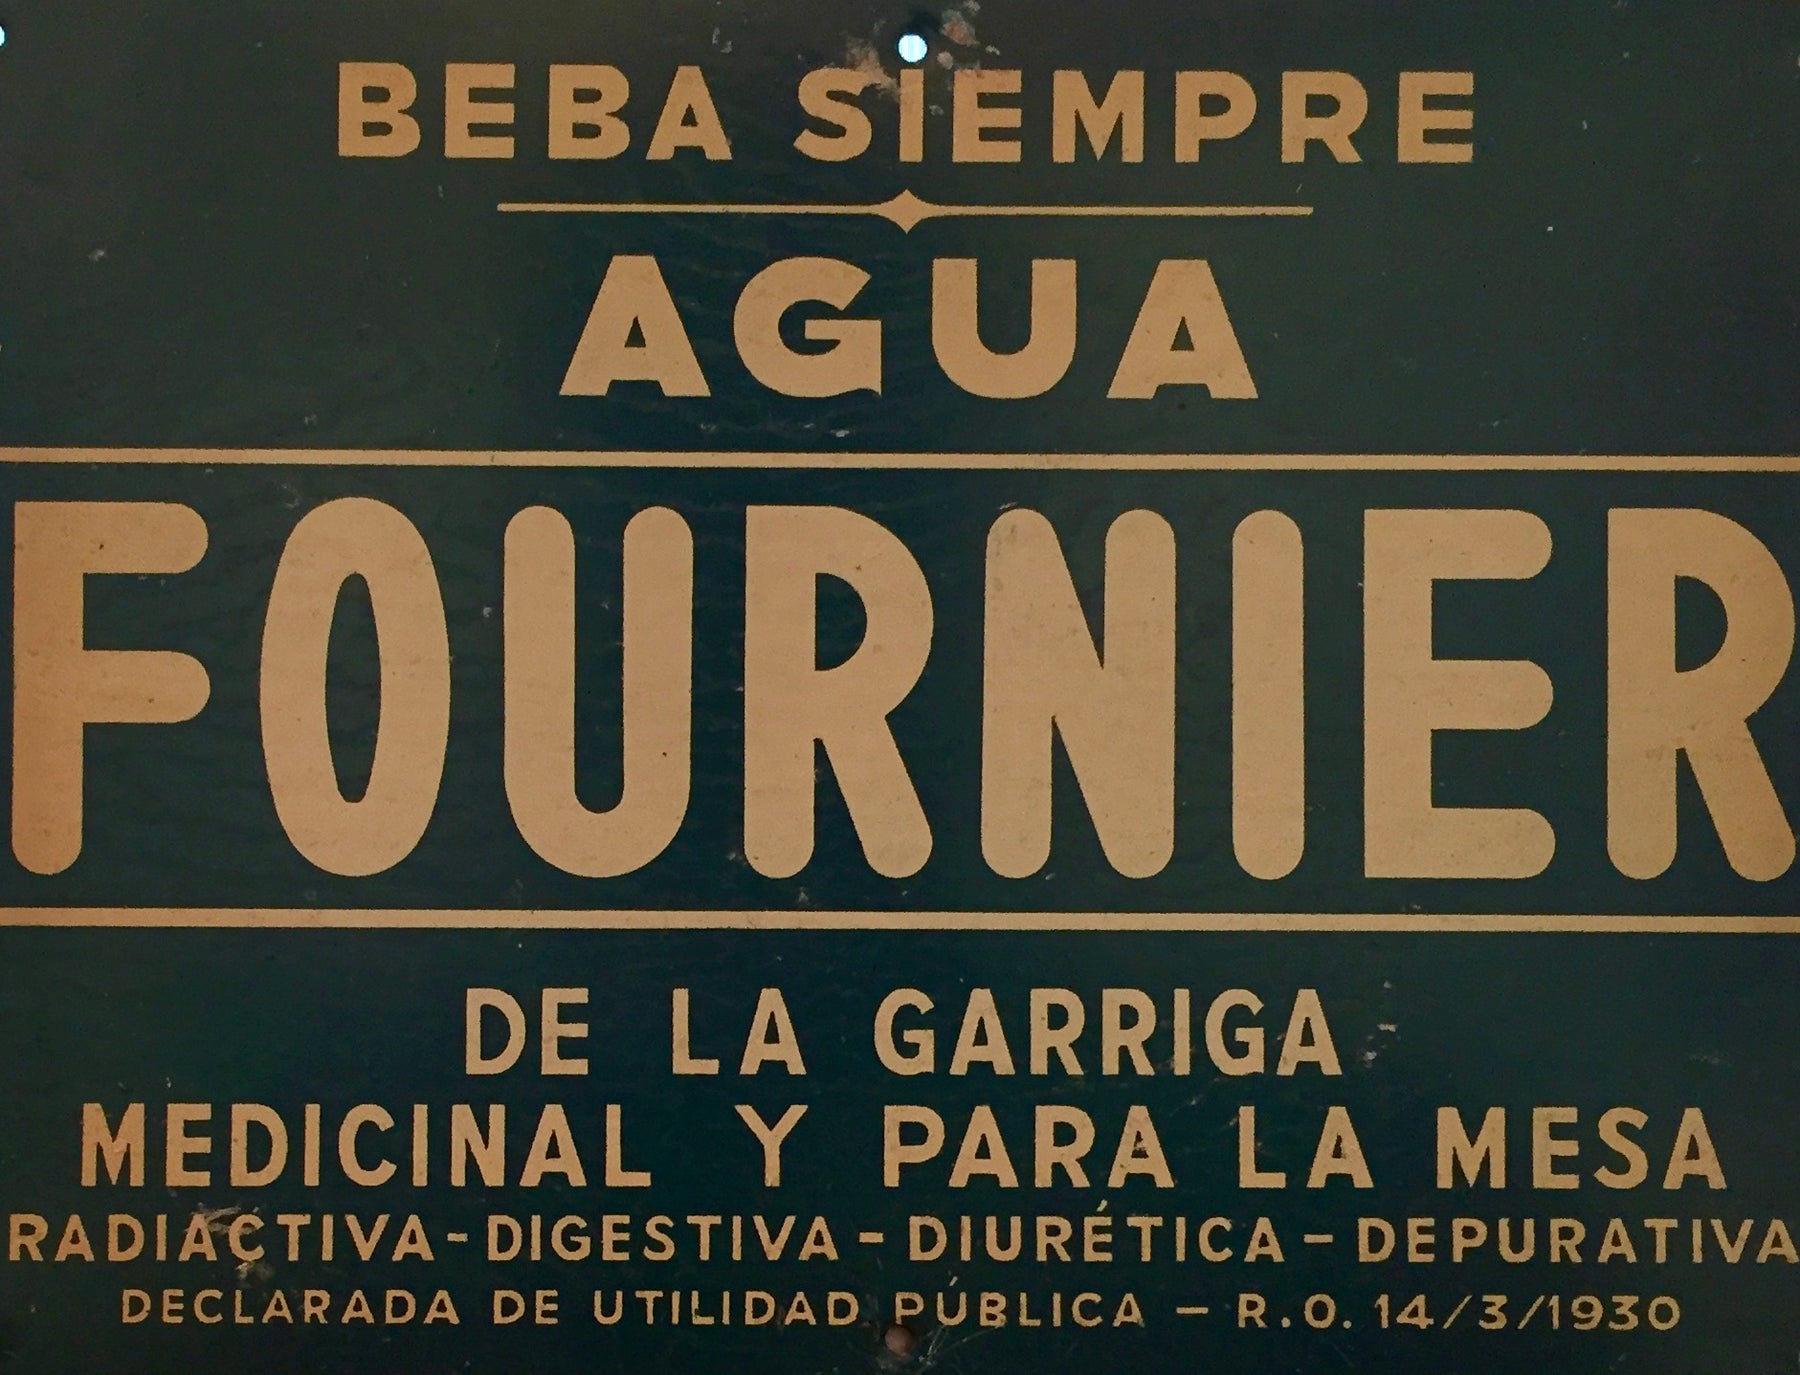 BEBA SIEMPRE
AGUA
FOURNIER
DE LA GARRIGA
MEDICINAL Y PARA LA MESA
RADIACTIVA-DIGESTIVA-DIURÉTICA-DEPURATIVA
DECLARADA DE UTILIDAD PÚBLICA - R.O. 14/3/1930